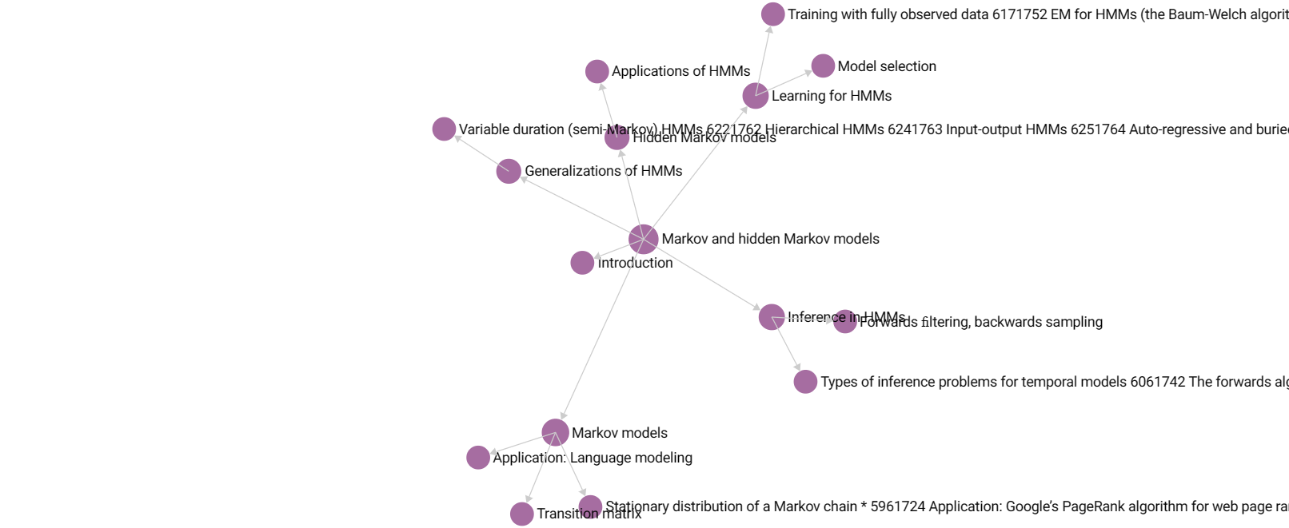 Training with fully observed data 6171752 EM for HMMs (the Baum-Welch
Model selection
Applications of HMMs
Learning for HMMs
Variable duration (semi-Markov) HMMs 6221762 Hierarchical HMMs 6241763 Input-output HMMs 6251764 Auto-regressive and
Hidden Markov models
Generalizations of HMMs
Markov and hidden Markov models
Introduction
Inference in HMMs
Forwards filtering, backwards sampling
Types of inference problems for temporal models 6061742 The forwards
Markov models
Application: Language modeling
Stationary distribution of a Markov chain * 5961724 Application: Google's PageRank algorithm for web page
Transition matrix